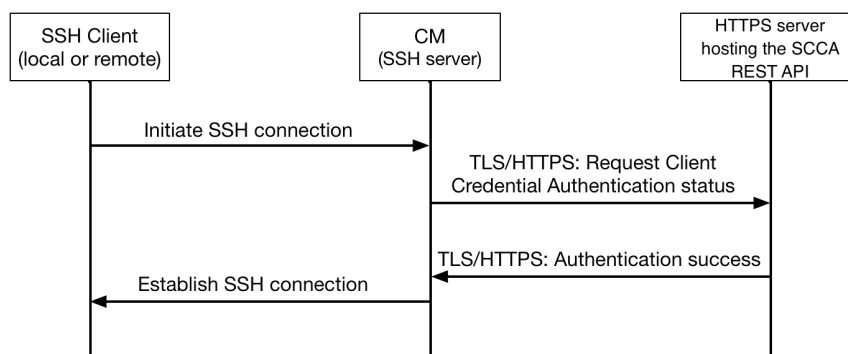 SSH Client
(local or remote)
CM
(SSH server)
HTTPS server
hosting the SCCA
REST API
Initiate SSH connection
TLS/HTTPS: Request Client
Credential Authentication status
TLS/HTTPS: Authentication success
Establish SSH connection